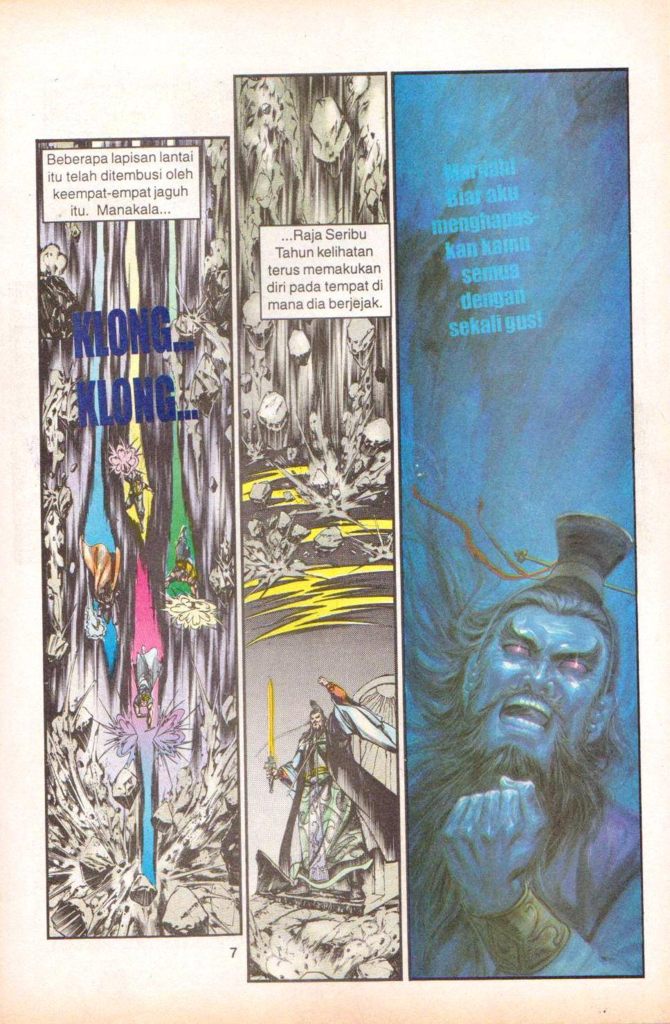 Beberapa lapisan lantai
itu telah ditembusi oleh
keempat-empat jaguh
itu. Manakala...
KLONG...
KLONG...
...Raja Seribu
Tahun kelihatan
terus memakukan
diri pada tempat di
mana dia berjejak.
Marilah!
Biar aku
menghapus-
kan kamu
semua
dengan
sekali gus!
7